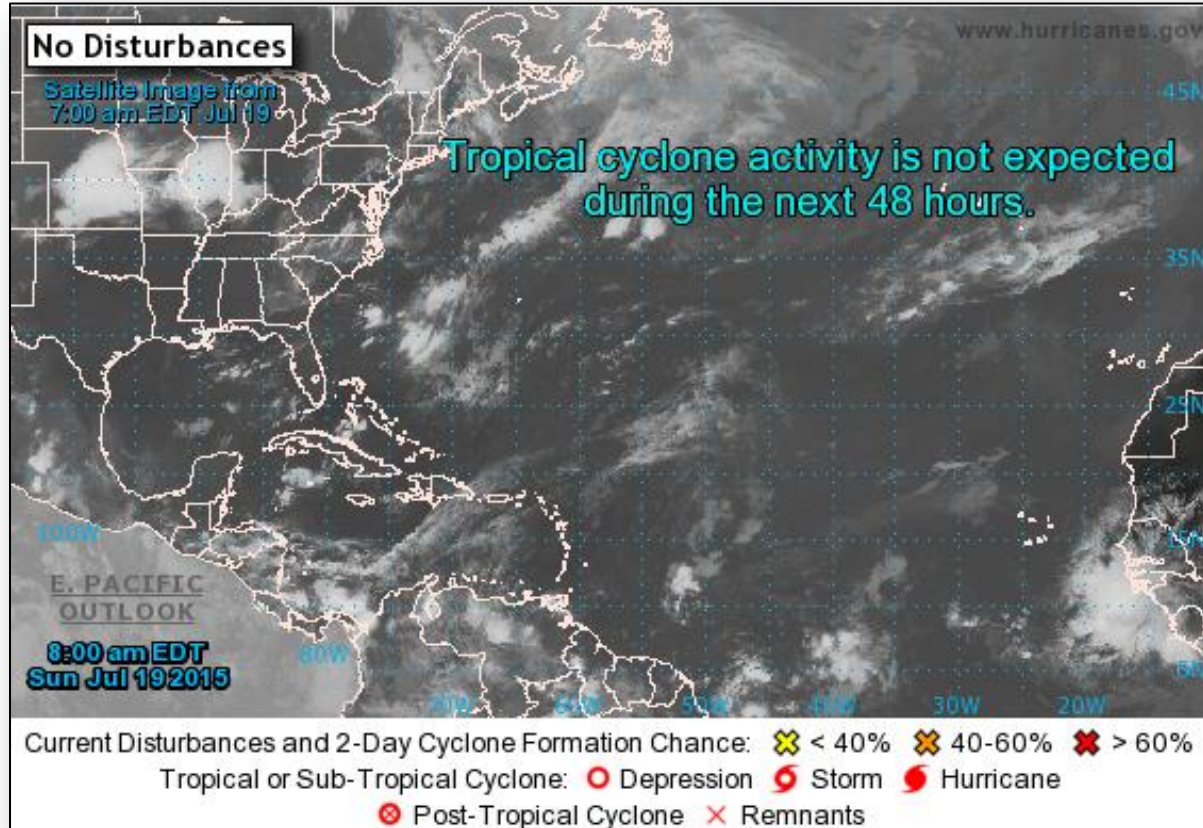 No Disturbances
www.hurricanes.gov
Satellite Image from
7:00 am EDT Jul 19
45N
Tropical cyclone activity is not expected
during the next 48 hours.
35N
25N
100W
15N
E. PACIFIC
OUTLOOK
8:00 am EDT
Sun Jul 19 2015
80W
5N
70W 60W 50W 40W 30W 20W
Current Disturbances and 2-Day Cyclone Formation Chance: < 40% 40-60% > 60%
Tropical or Sub-Tropical Cyclone: Depression Storm Hurricane
Post-Tropical Cyclone Remnants